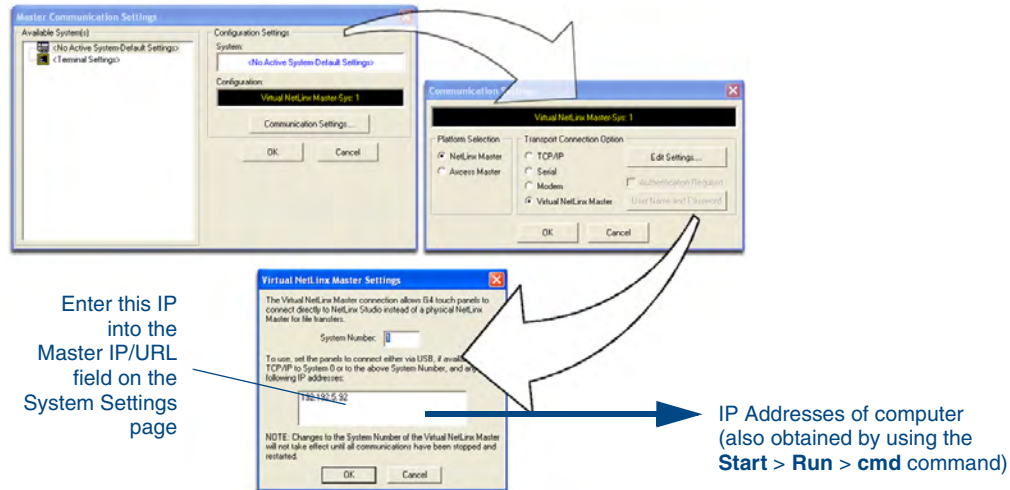 Master Communication Settings
Available System(s)
<No Active System-Default Settings>
<Terminal Settings>
Configuration Settings
System:
<No Active System-Default Settings>
Configuration:
Virtual NetLinx Master-Sys: 1
Communication Settings...
OK
Cancel
Communication
Virtual NetLinx Master-Sys: 1
Platform Selection
NetLinx Master
Axcess Master
Transport Connection Option
TCP/IP
Serial
Modem
Virtual NetLinx Master
Edit Settings...
Authentication Required
User Name and Password
OK
Cancel
Virtual NetLinx Master Settings
The Virtual NetLinx Master connection allows G4 touch panels to
connect directly to NetLinx Studio instead of a physical NetLinx
Master for file transfers.
System Number: 1
To use, set the panels to connect either via USB, if
TCP/IP to System 0 or to the above System Number, and
following IP addresses:
192.192.5.92
NOTE: Changes to the System Number of the Virtual NetLinx Master
will not take effect until all communications have been stopped and
restarted.
OK
Cancel
Enter this IP
into the
Master IP/URL
field on the
System Settings
page
IP Addresses of computer
(also obtained by using the
Start > Run > cmd command)